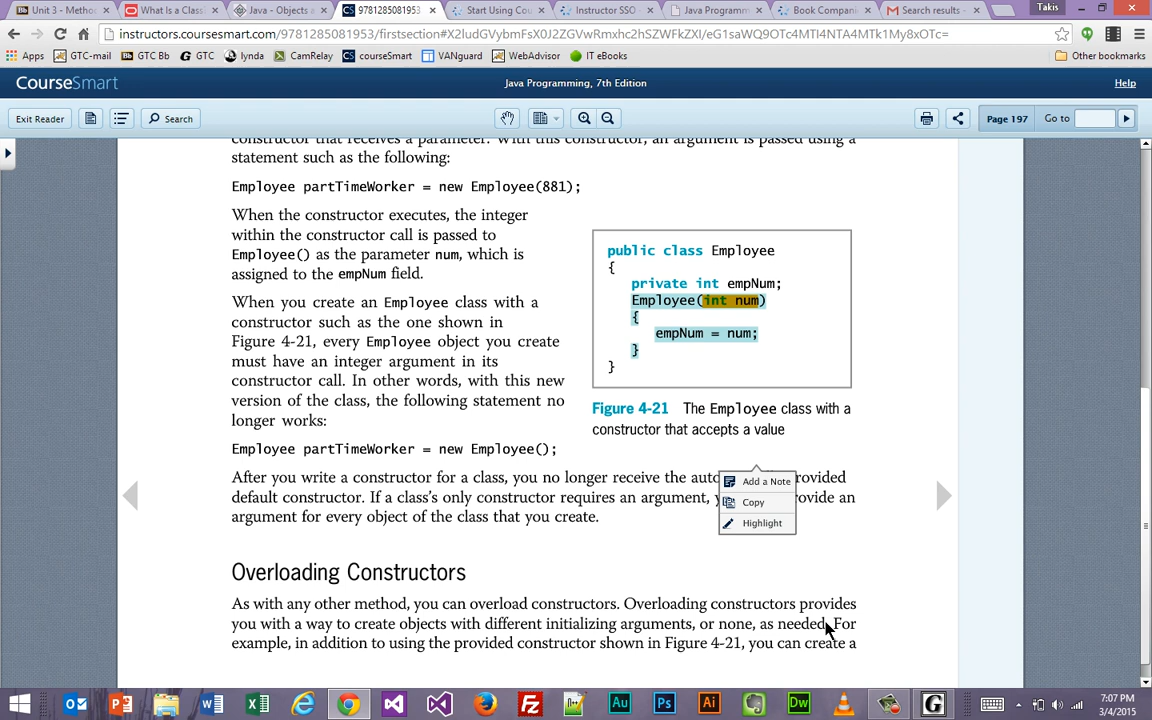 Unit 3 - Metho
What Is a Class
Java - Objects a
9781285081953
Start Using Cou
Instructor SSO -
Java Programm
Book Compani
Search results -
Takis
instructors.coursesmart.com
Apps
GTC-mail
GTC Bb
GTC
lynda
CamRelay
courseSmart
VANguard
WebAdvisor
IT eBooks
Other bookmarks
CourseSmart
Java Programming, 7th Edition
Help
Exit Reader
Search
Page 197
Go to
constructor that receives a parameter. With this constructor, an argument is passed using a
statement such as the following:
Employee partTimeWorker = new Employee(881);
When the constructor executes, the integer
within the constructor call is passed to
Employee() as the parameter num, which is
assigned to the empNum field.
When you create an Employee class with a
constructor such as the one shown in
Figure 4-21, every Employee object you create
must have an integer argument in its
constructor call. In other words, with this new
version of the class, the following statement no
longer works:
Employee partTimeWorker = new Employee();
public class Employee
{
private int empNum;
Employee(int num)
{
empNum = num;
}
}
Figure 4-21 The Employee class with a
constructor that accepts a value
After you write a constructor for a class, you no longer receive the auto rovided
default constructor. If a class's only constructor requires an argument, y ovide an
argument for every object of the class that you create.
Add a Note
Copy
Highlight
Overloading Constructors
As with any other method, you can overload constructors. Overloading constructors provides
you with a way to create objects with different initializing arguments, or none, as needed. For
example, in addition to using the provided constructor shown in Figure 4-21, you can create a
7:07 PM
3/4/2015